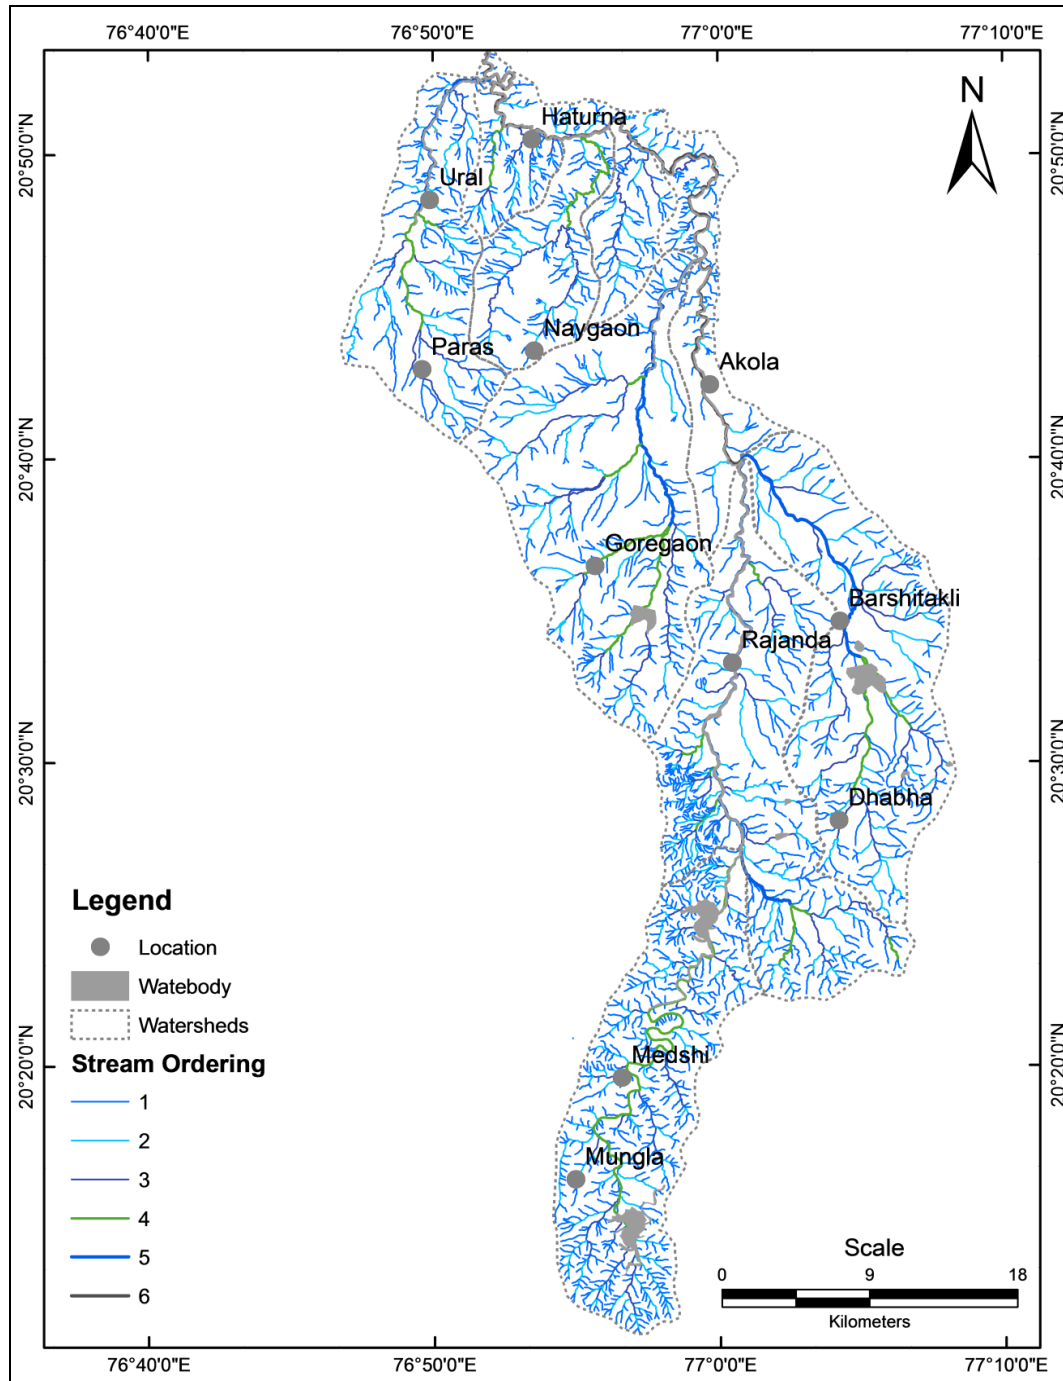 76°40'0"E 76°50'0"E 77°0'0"E 77°10'0"E
N
20°50'0"N 20°50'0"N
Haturna
Ural
Naygaon
Paras
Akola
20°40'0"N 20°40'0"N
Goregaon
Barshitakli
Rajanda
20°30'0"N 20°30'0"N
Dhabha
Legend
Location
Watebody
Watersheds
Stream Ordering
1
2
3
4
5
6
20°20'0"N 20°20'0"N
Medshi
Mungla
Scale
0 9 18
Kilometers
76°40'0"E 76°50'0"E 77°0'0"E 77°10'0"E